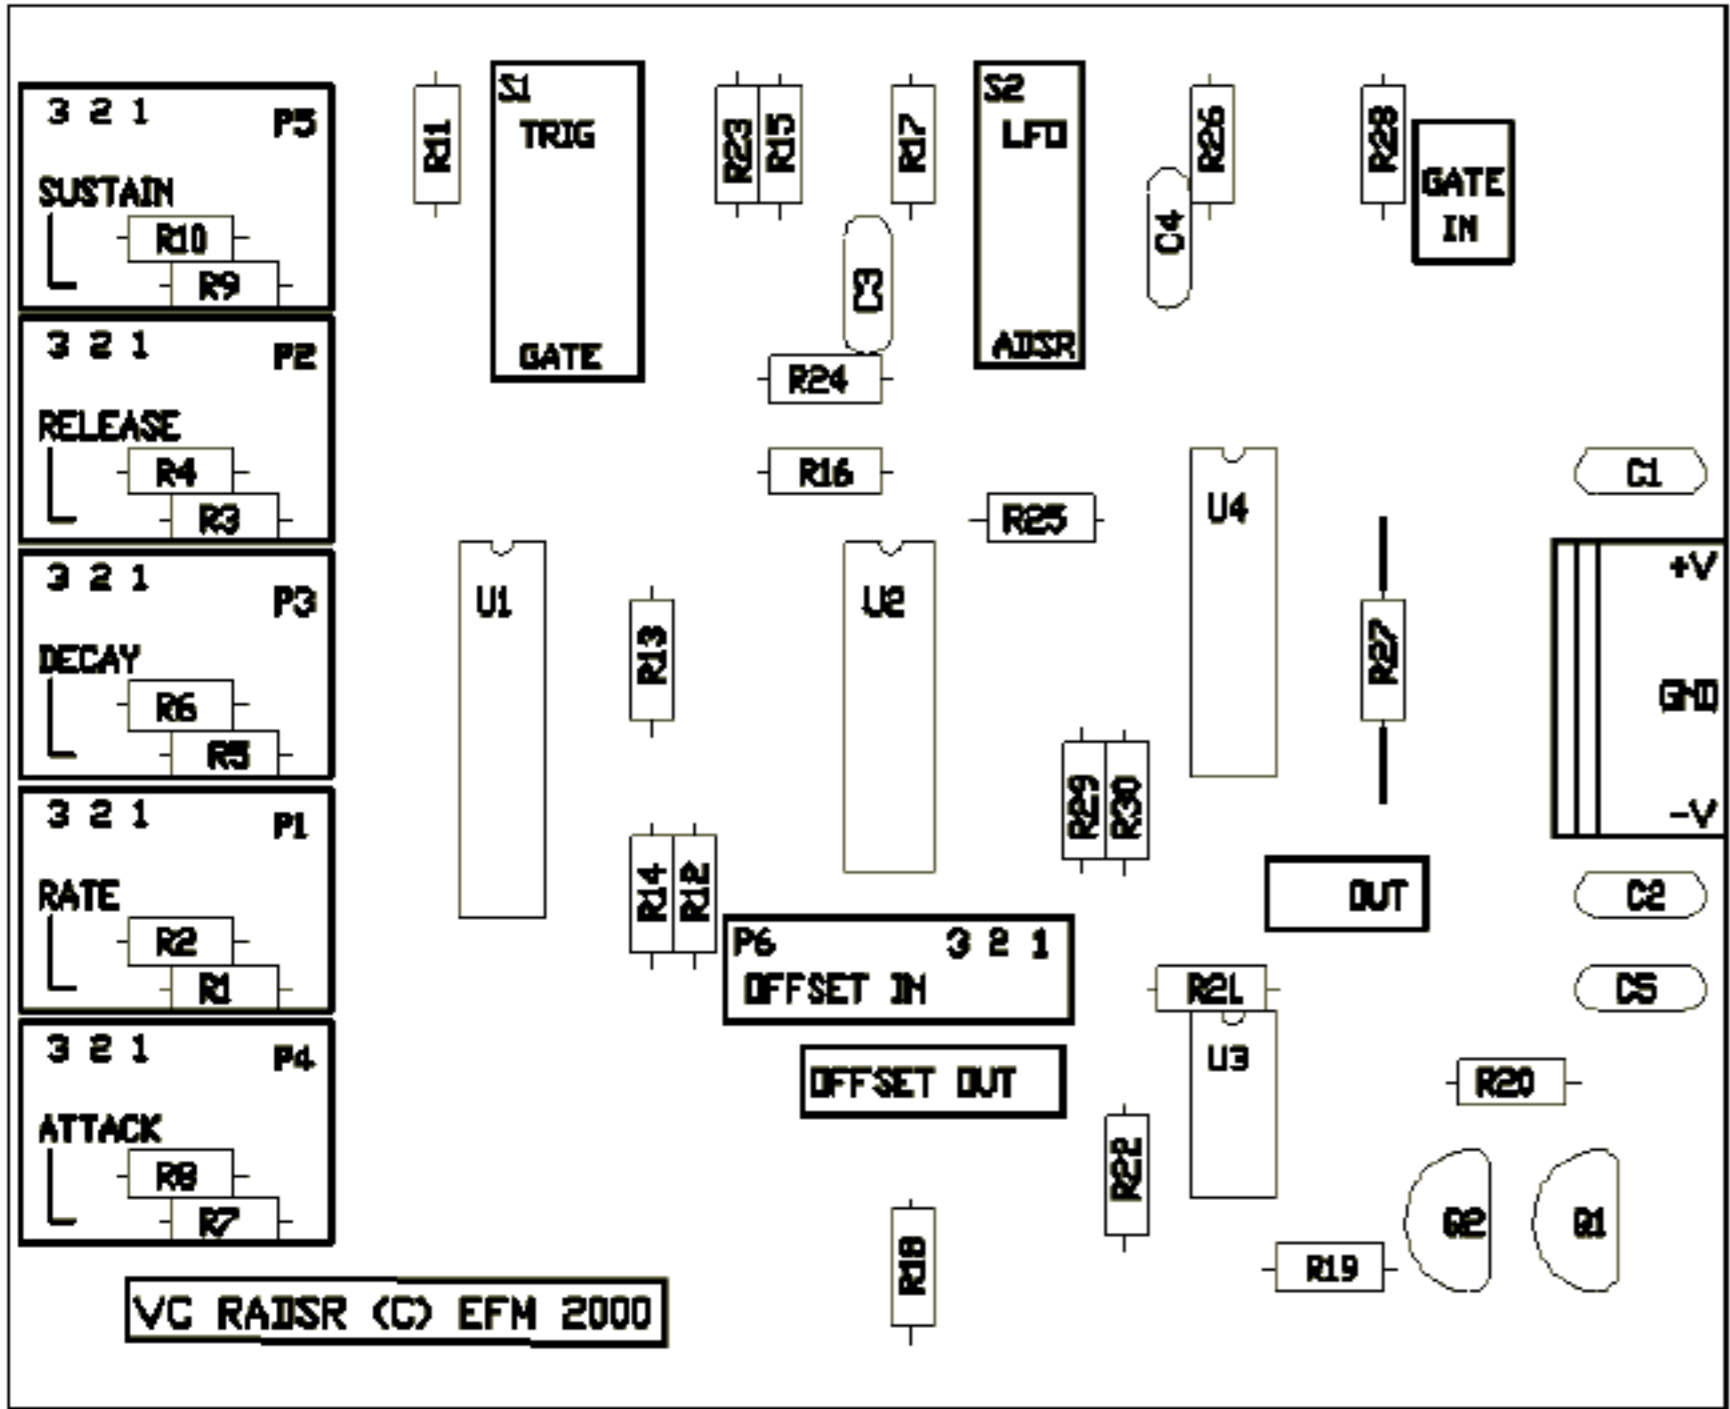 3 2 1 P5
SUSTAIN
R10
R9
3 2 1 P2
RELEASE
R4
R3
3 2 1 P3
DECAY
R6
R5
3 2 1 P1
RATE
R2
R1
3 2 1 P4
ATTACK
R8
R7
VC RADSR (C) EFM 2000
R11
S1
TRIG
GATE
R23
R15
R17
C3
R24
R16
S2
LFO
ADSR
R26
C4
R28
GATE
IN
R25
U1
R13
U2
U4
R27
C1
+V
GND
-V
R29
R30
R14
R12
P6 3 2 1
OFFSET IN
OFFSET OUT
OUT
C2
C5
R21
U3
R20
R22
R18
R19
Q2
Q1